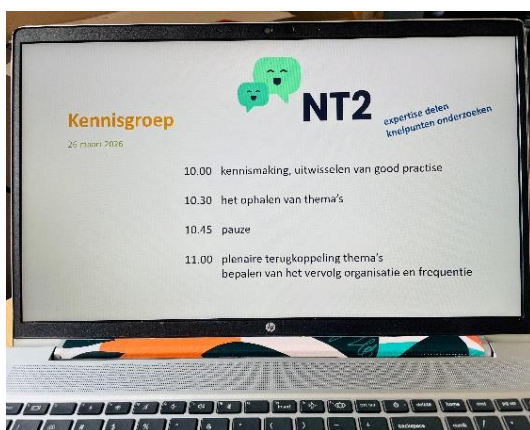 Kennisgroep
26 maart 2026
NT2
expertise delen
knelpunten onderzoeken
10.00 kennismaking, uitwisselen van good practise
10.30 het ophalen van thema's
10.45 pauze
11.00 plenaire terugkoppeling thema's
bepalen van het vervolg organisatie en frequentie
hp